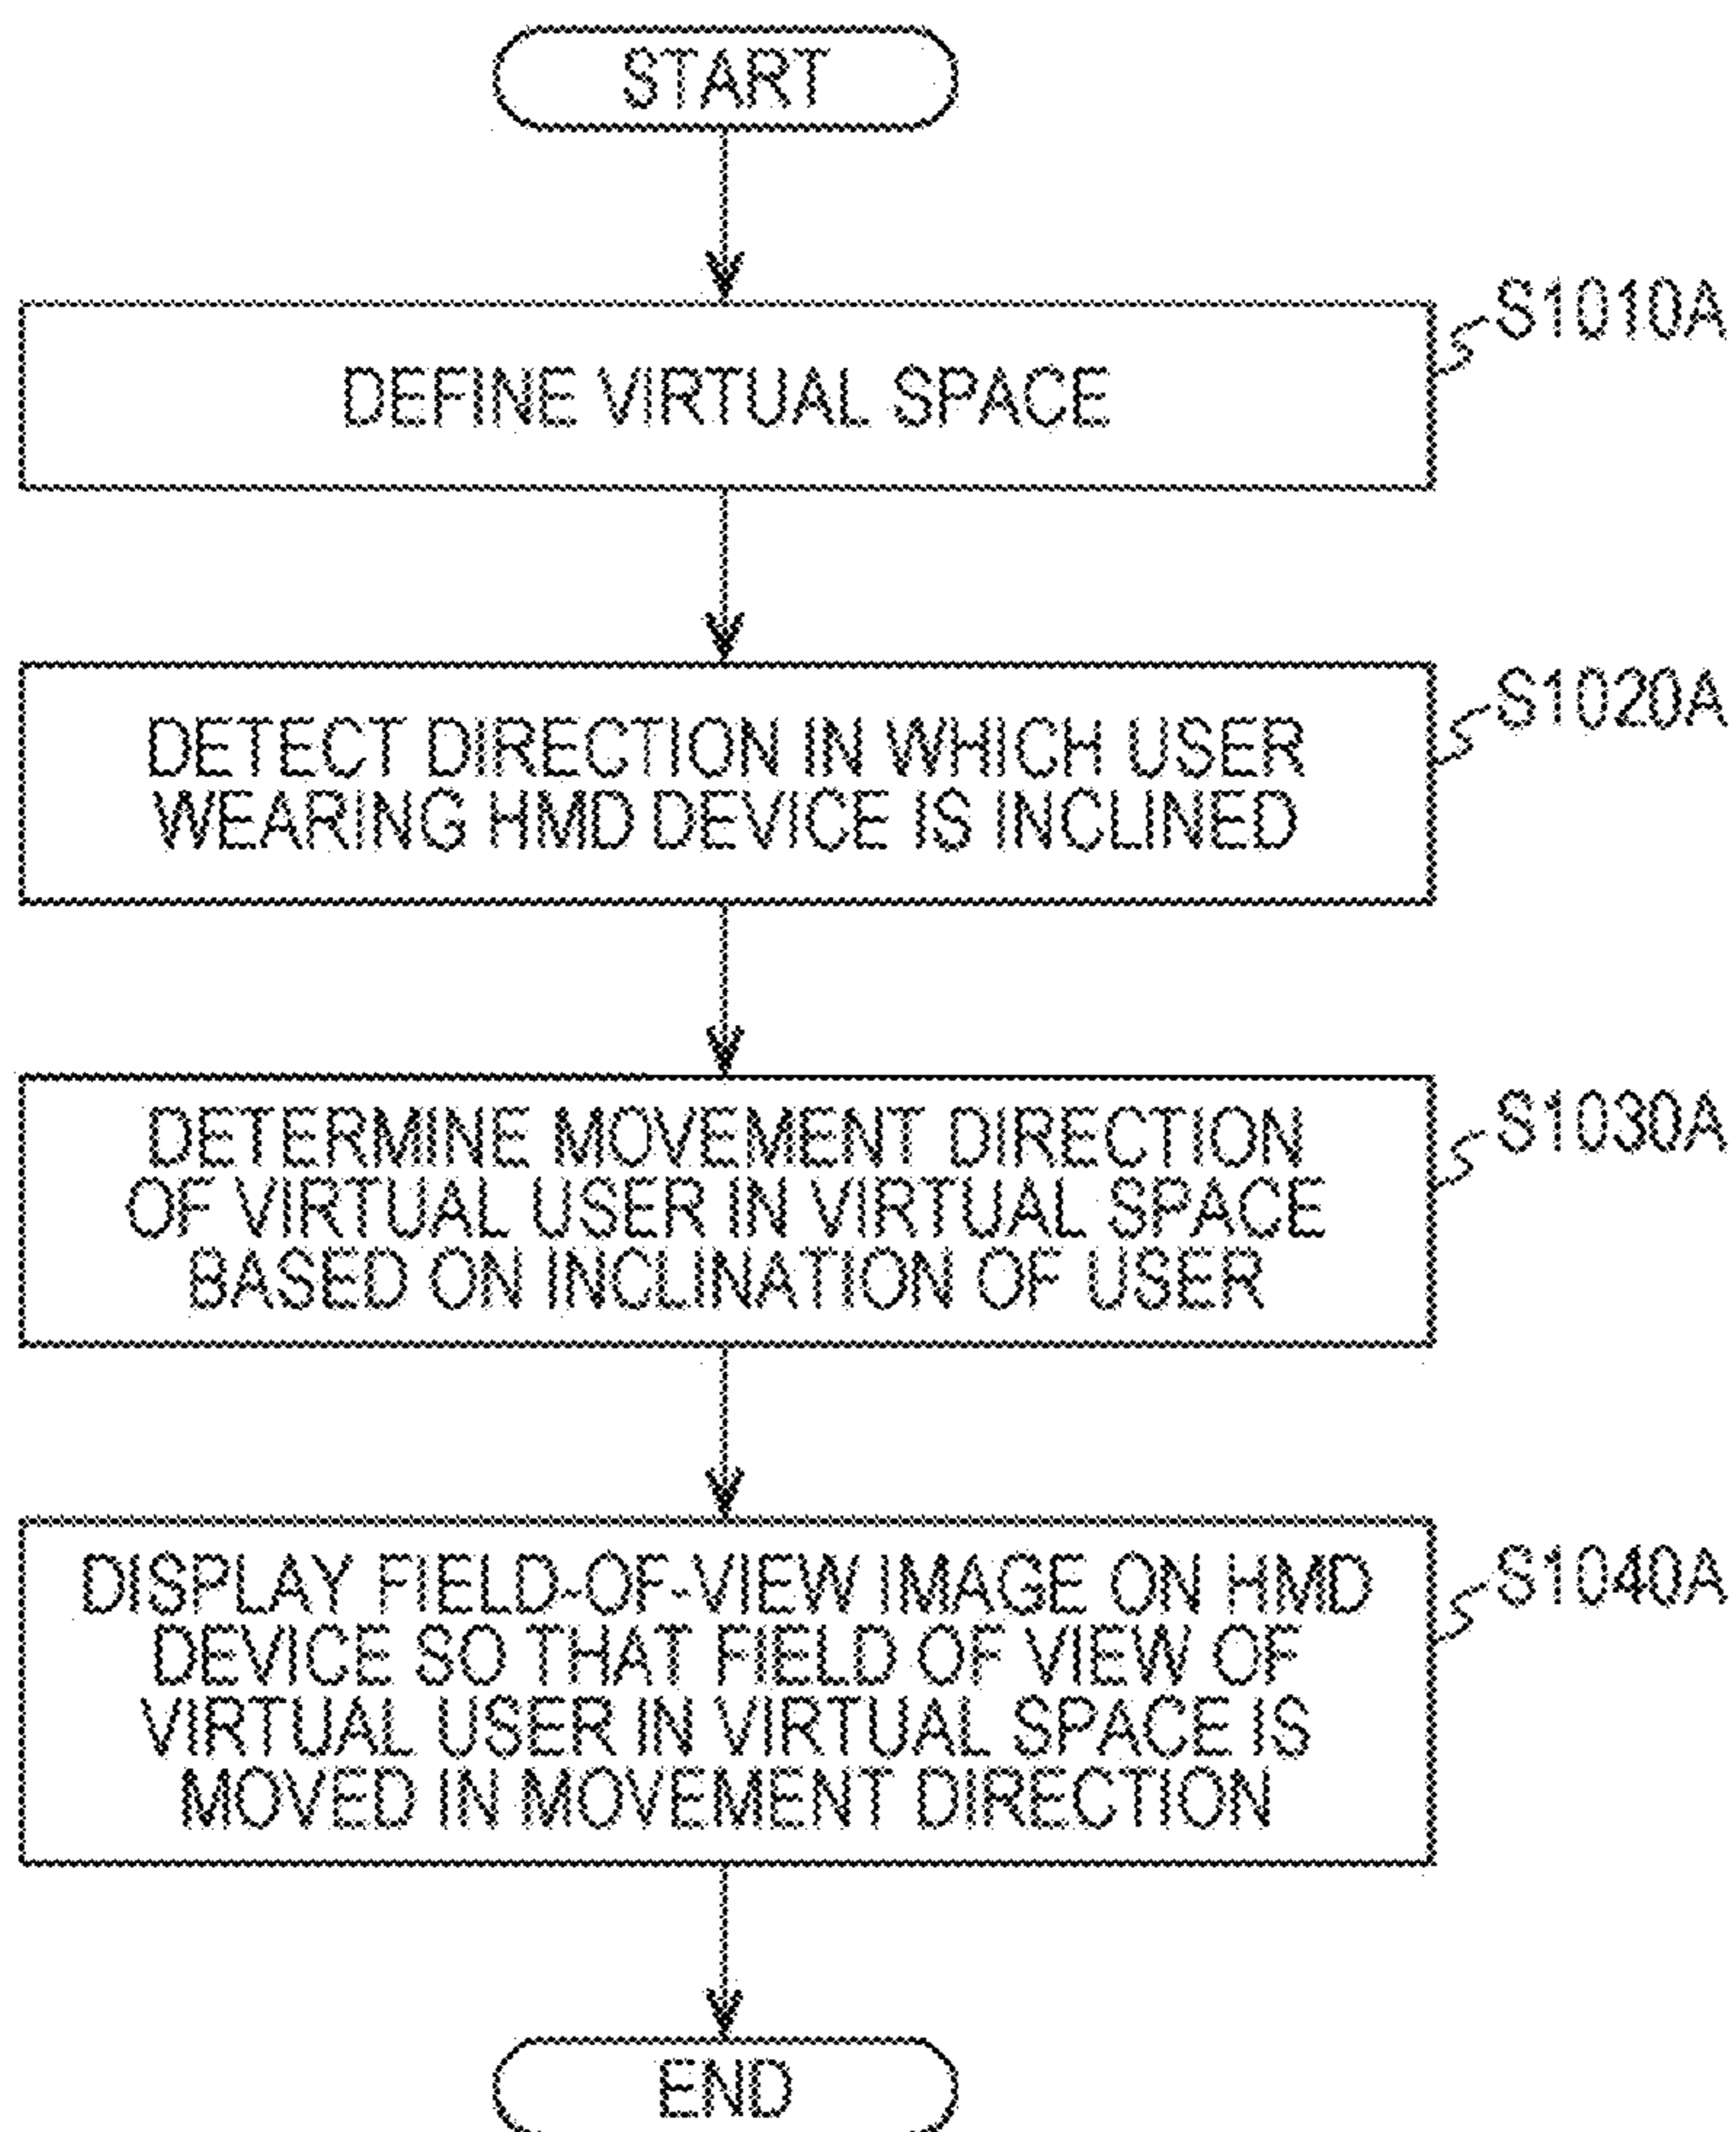 START
S1010A
DEFINE VIRTUAL SPACE
S1020A
DETECT DIRECTION IN WHICH USER
WEARING HMD DEVICE IS INCLINED
S1030A
DETERMINE MOVEMENT DIRECTION
OF VIRTUAL USER IN VIRTUAL SPACE
BASED ON INCLINATION OF USER
S1040A
DISPLAY FIELD-OF-VIEW IMAGE ON HMD
DEVICE SO THAT FIELD OF VIEW OF
VIRTUAL USER IN VIRTUAL SPACE IS
MOVED IN MOVEMENT DIRECTION
END